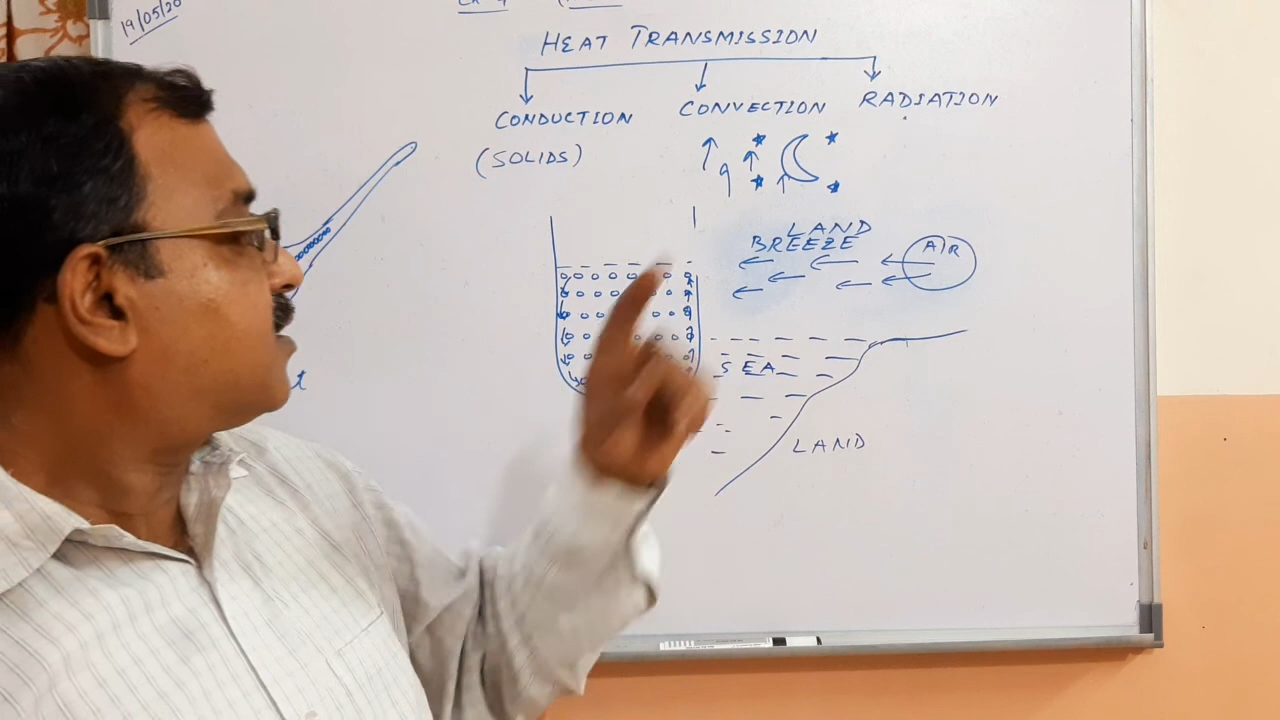 19/05/20
HEAT TRANSMISSION
CONDUCTION CONVECTION RADIATION
(SOLIDS)
LAND
BREEZE
AIR
SEA
LAND